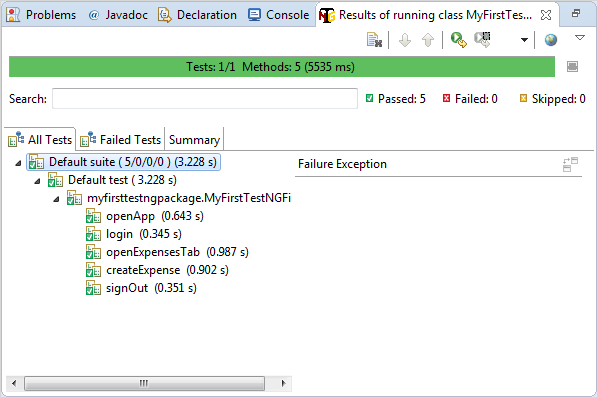 Problems @ Javadoc Declaration Console Results of running class MyFirstTes...
Tests: 1/1 Methods: 5 (5535 ms)
Search: Passed: 5 Failed: 0 Skipped: 0
All Tests Failed Tests Summary
Default suite ( 5/0/0/0 ) (3.228 s) Failure Exception
Default test ( 3.228 s)
myfirsttestngpackage.MyFirstTestNGFi
openApp (0.643 s)
login (0.345 s)
openExpensesTab (0.987 s)
createExpense (0.902 s)
signOut (0.351 s)